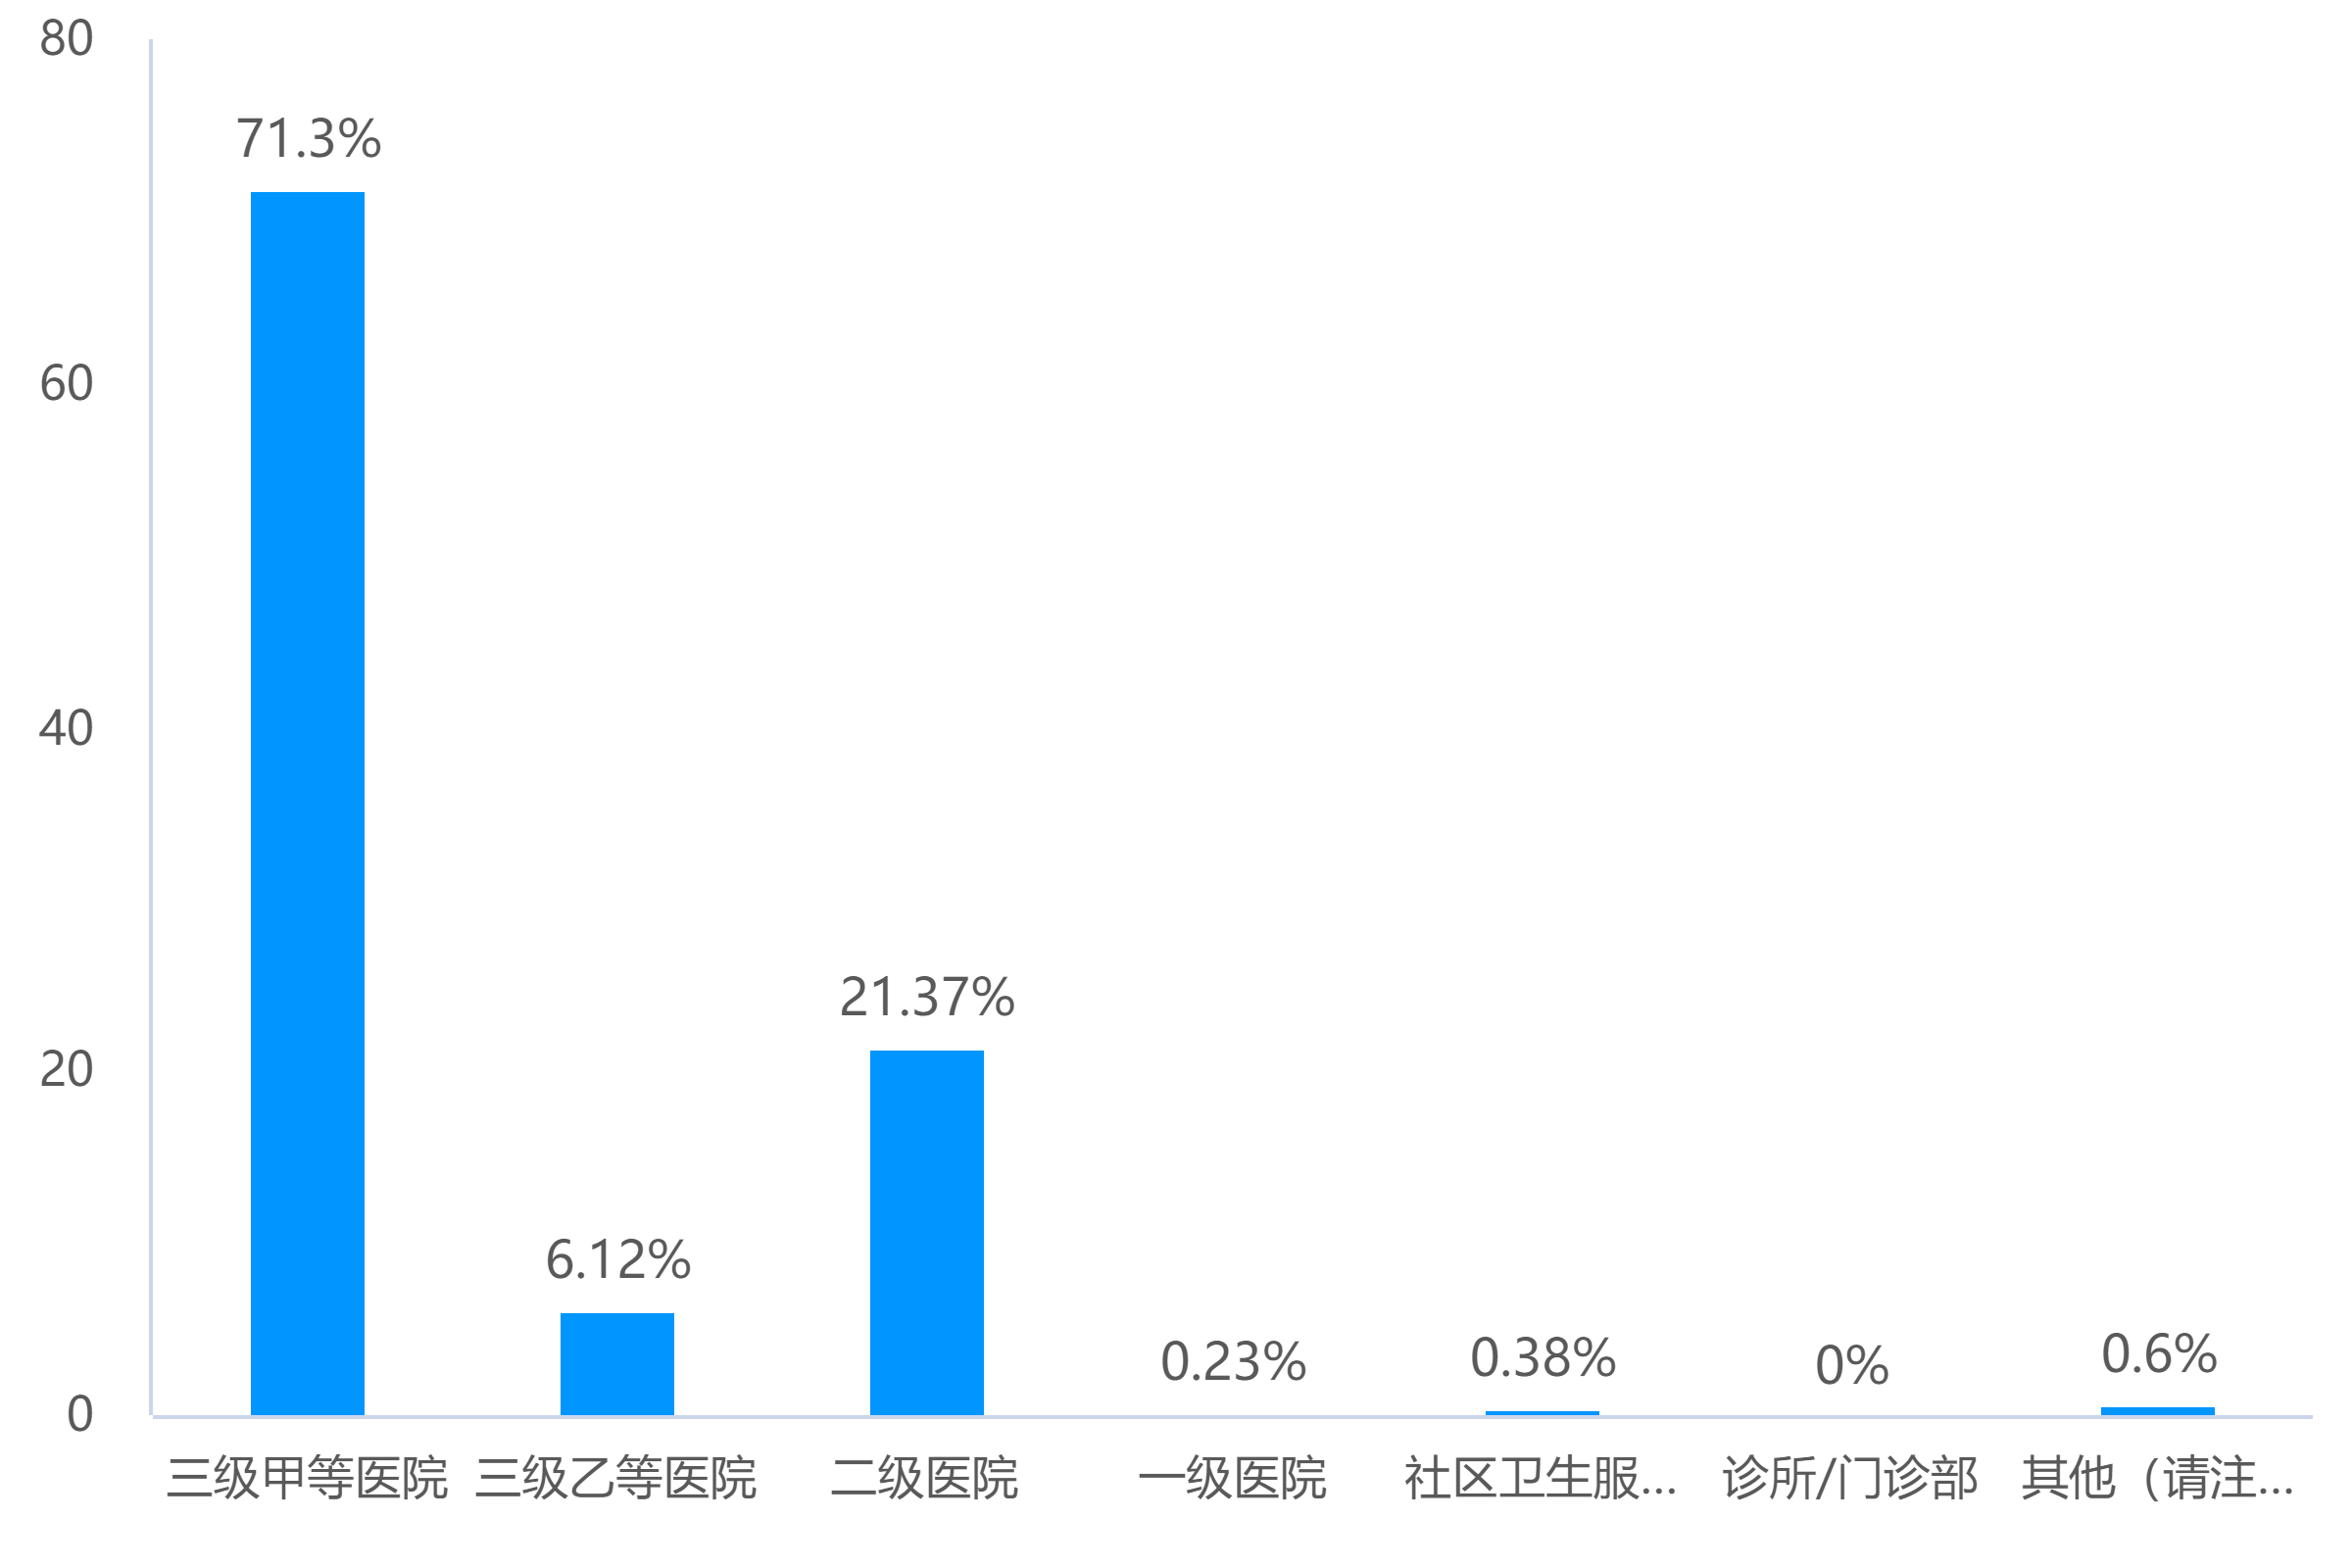 80
71.3%
60
40
21.37%
20
6.12%
0.23%
0.38%
0%
0.6%
0
三级甲等医院
三级乙等医院
二级医院
一级医院
社区卫生服...
诊所/门诊部
其他（请注...